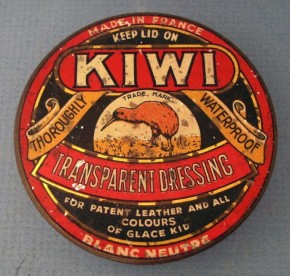 MADE IN FRANCE
KEEP LID ON
KIWI
THOROUGHLY
TRADE MARK
WATERPROOF
TRANSPARENT DRESSING
FOR PATENT LEATHER AND ALL
COLOURS
OF GLACE KID
BLANC NEUTRE